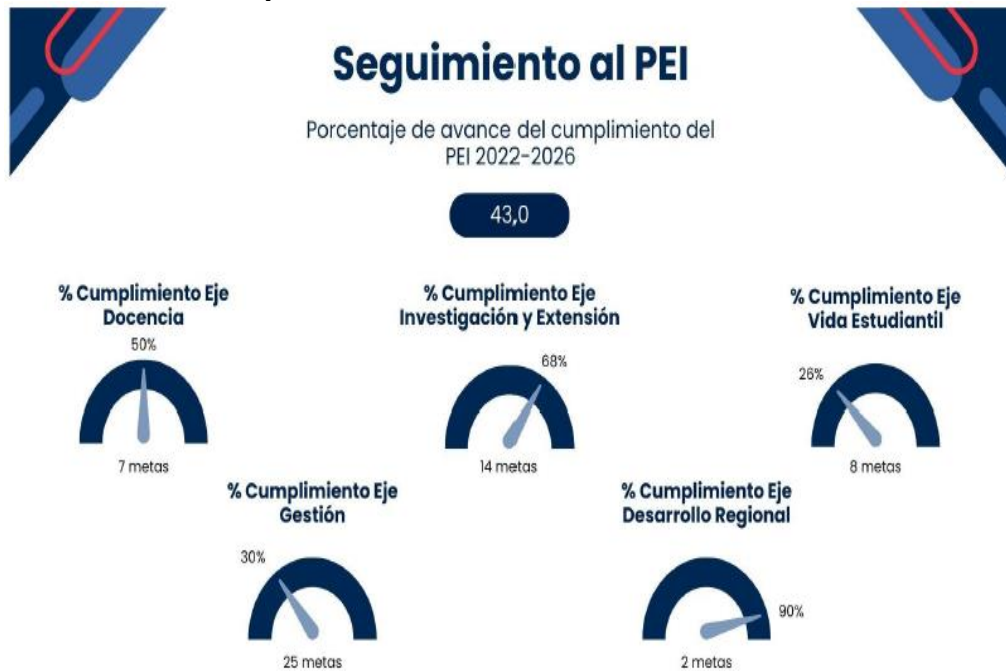 Seguimiento al PEI
Porcentaje de avance del cumplimiento del
PEI 2022-2026
43,0
% Cumplimiento Eje
Docencia
50%
7 metas
% Cumplimiento Eje
Investigación y Extensión
68%
14 metas
% Cumplimiento Eje
Vida Estudiantil
26%
8 metas
% Cumplimiento Eje
Gestión
30%
25 metas
% Cumplimiento Eje
Desarrollo Regional
90%
2 metas